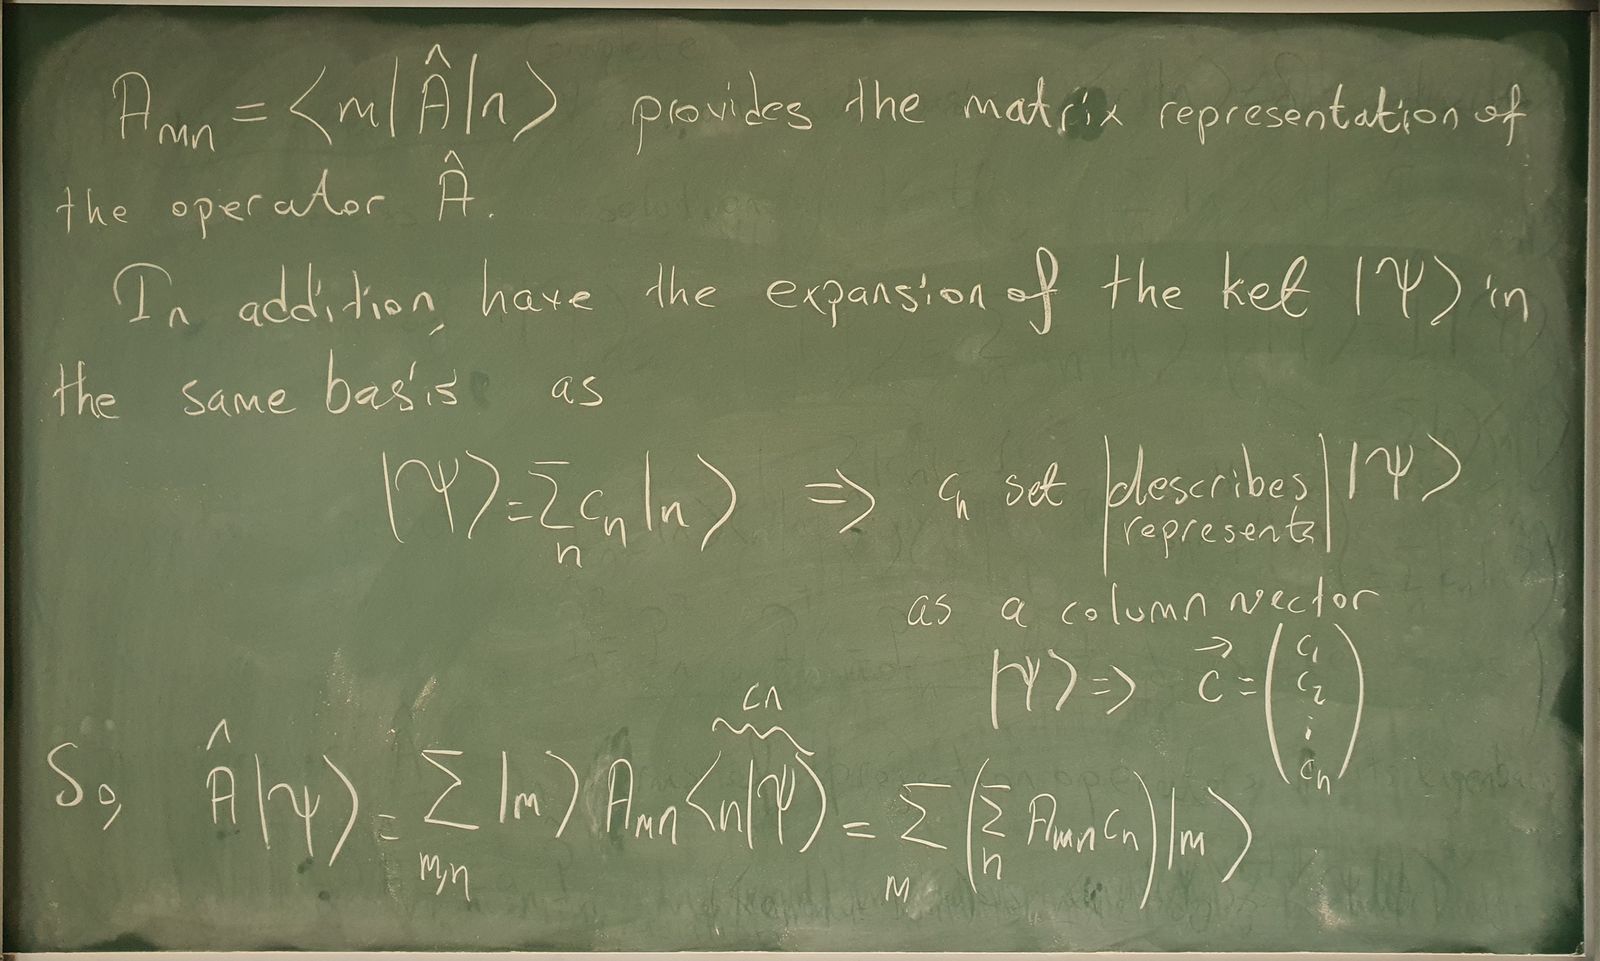 A_mn = ⟨m|Â|n⟩ provides the matrix representation of
the operator Â.
In addition, have the expansion of the ket |Ψ⟩ in
the same basis as
|Ψ⟩ = Σ_n c_n |n⟩ ⇒ c_n set |describes| |Ψ⟩
represents
as a column vector
|Ψ⟩ ⇒ c⃗ = (c_1 c_2 ⋮ c_n)
c_n
So, Â|Ψ⟩ = Σ_m,n |m⟩ A_mn ⟨n|Ψ⟩ = Σ_m (Σ_n A_mn c_n) |m⟩